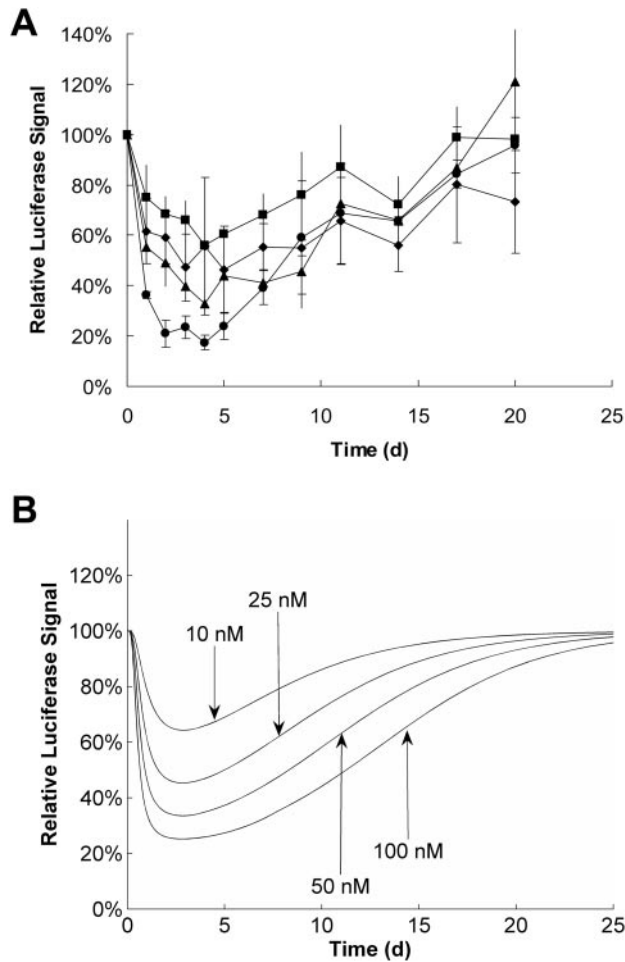 A
140%
120%
100%
80%
60%
40%
20%
0%
Relative Luciferase Signal
0 5 10 15 20 25
Time (d)
B
120%
100%
80%
60%
40%
20%
0%
Relative Luciferase Signal
25 nM
10 nM
100 nM
50 nM
0 5 10 15 20 25
Time (d)